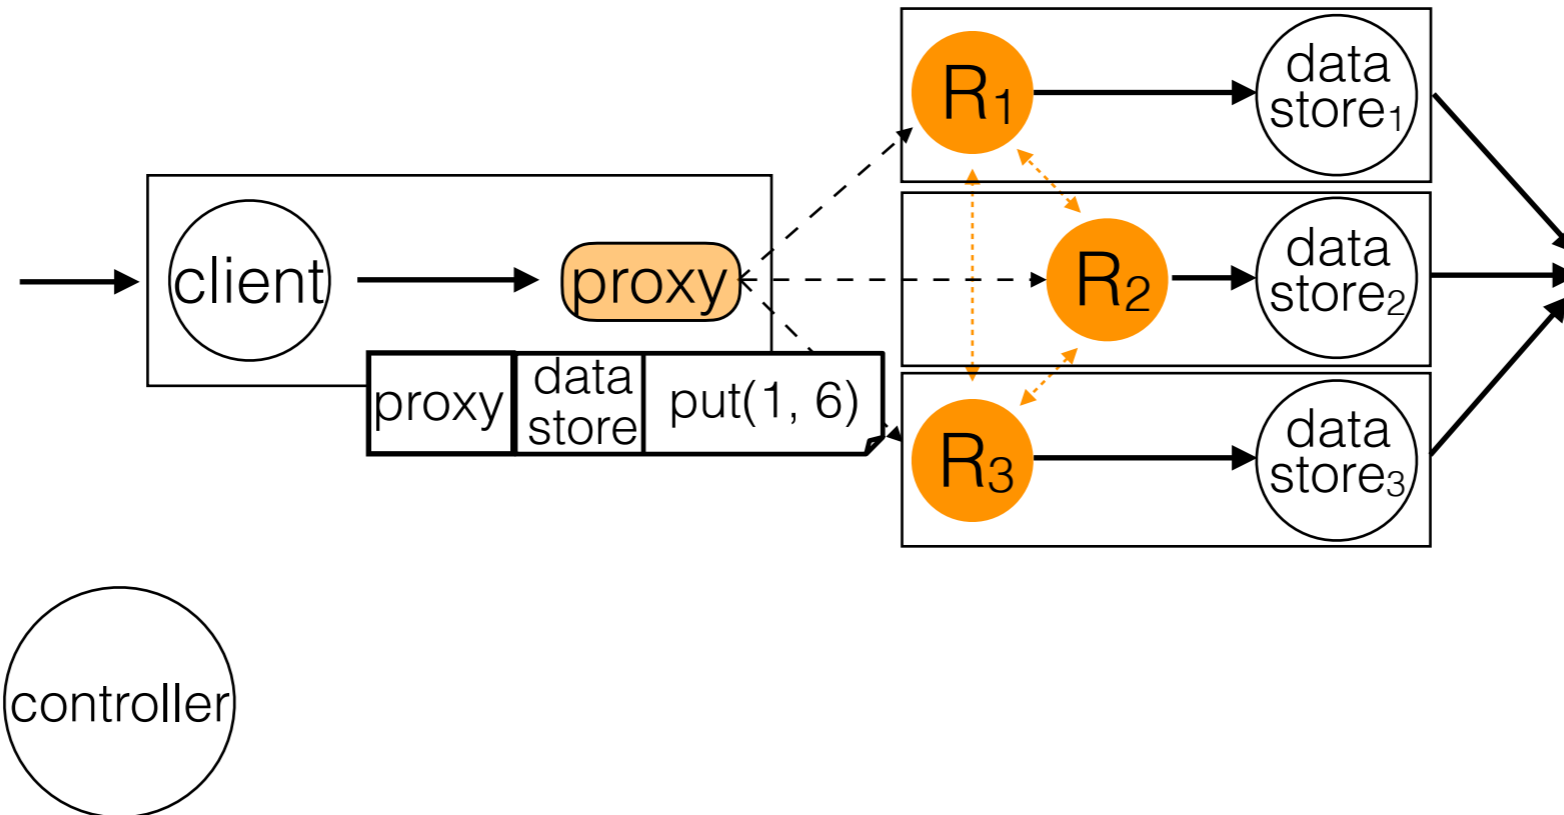 client
proxy
proxy
data
store
put(1, 6)
R₁
data
store₁
R₂
data
store₂
R₃
data
store₃
controller